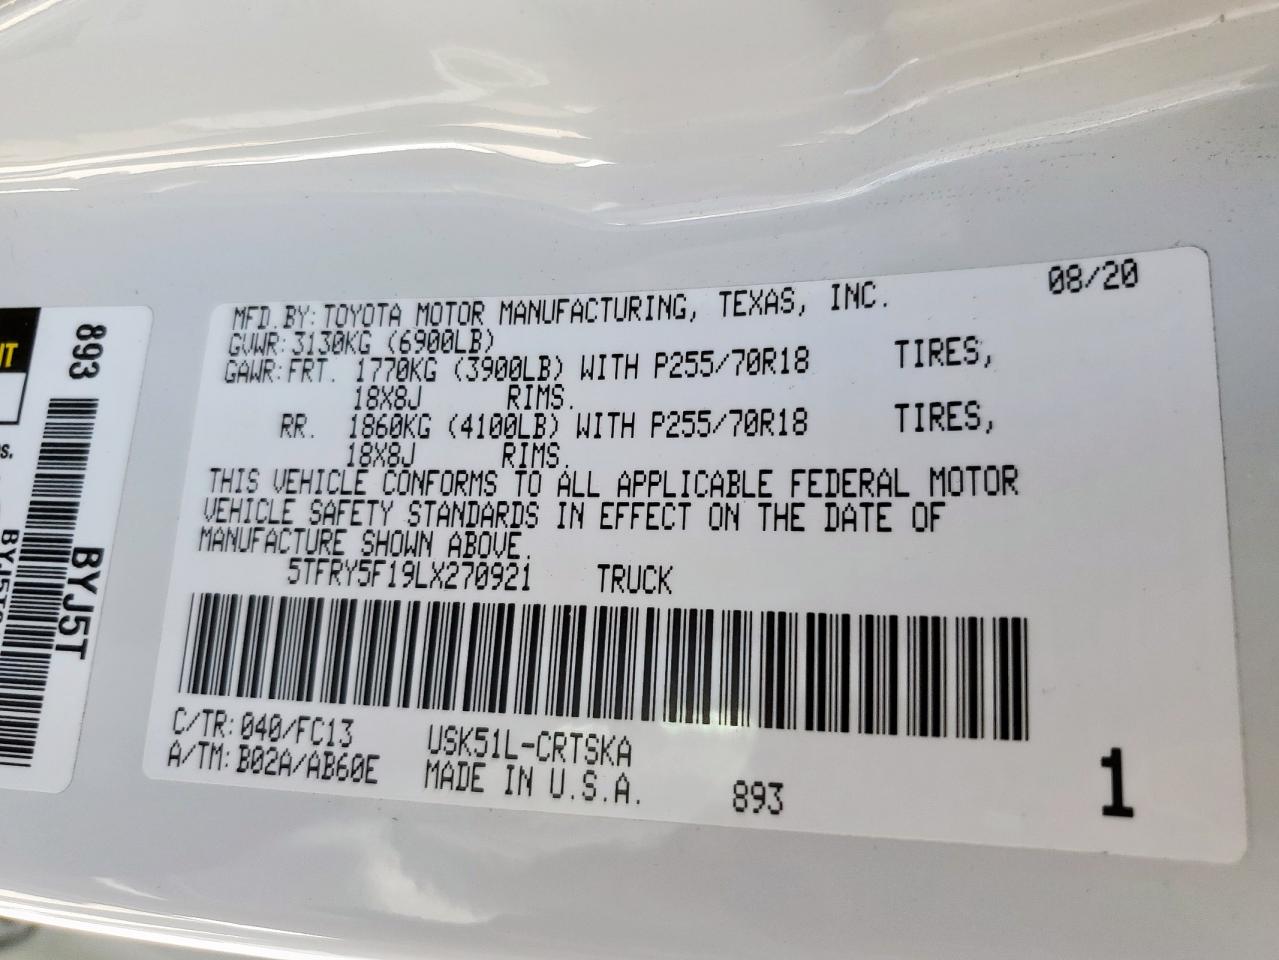 08/20
MFD.BY:TOYOTA MOTOR MANUFACTURING, TEXAS, INC.
GVWR:3130KG (6900LB)
GAWR:FRT. 1770KG (3900LB) WITH P255/70R18 TIRES,
18X8J RIMS.
RR. 1860KG (4100LB) WITH P255/70R18 TIRES,
18X8J RIMS.
THIS VEHICLE CONFORMS TO ALL APPLICABLE FEDERAL MOTOR
VEHICLE SAFETY STANDARDS IN EFFECT ON THE DATE OF
MANUFACTURE SHOWN ABOVE.
5TFRY5F19LX270921 TRUCK
C/TR:040/FC13 USK51L-CRTSKA
A/TM:B02A/AB60E MADE IN U.S.A. 893
1
893
BYJ5T